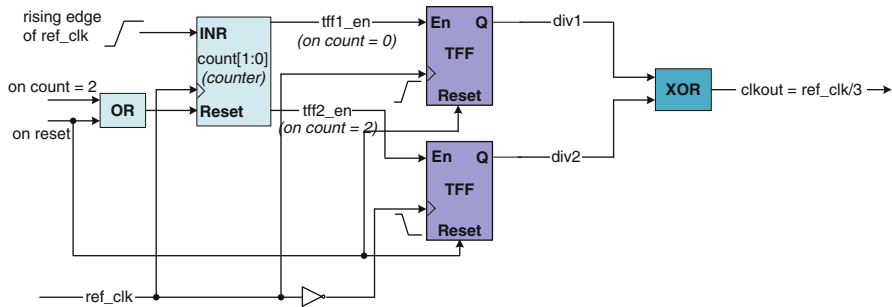 rising edge
of ref_clk
INR
count[1:0]
(counter)
Reset
on count = 2
OR
on reset
tff1_en
(on count = 0)
tff2_en
(on count = 2)
En Q
TFF
Reset
div1
En Q
TFF
Reset
div2
XOR
clkout = ref_clk/3
ref_clk